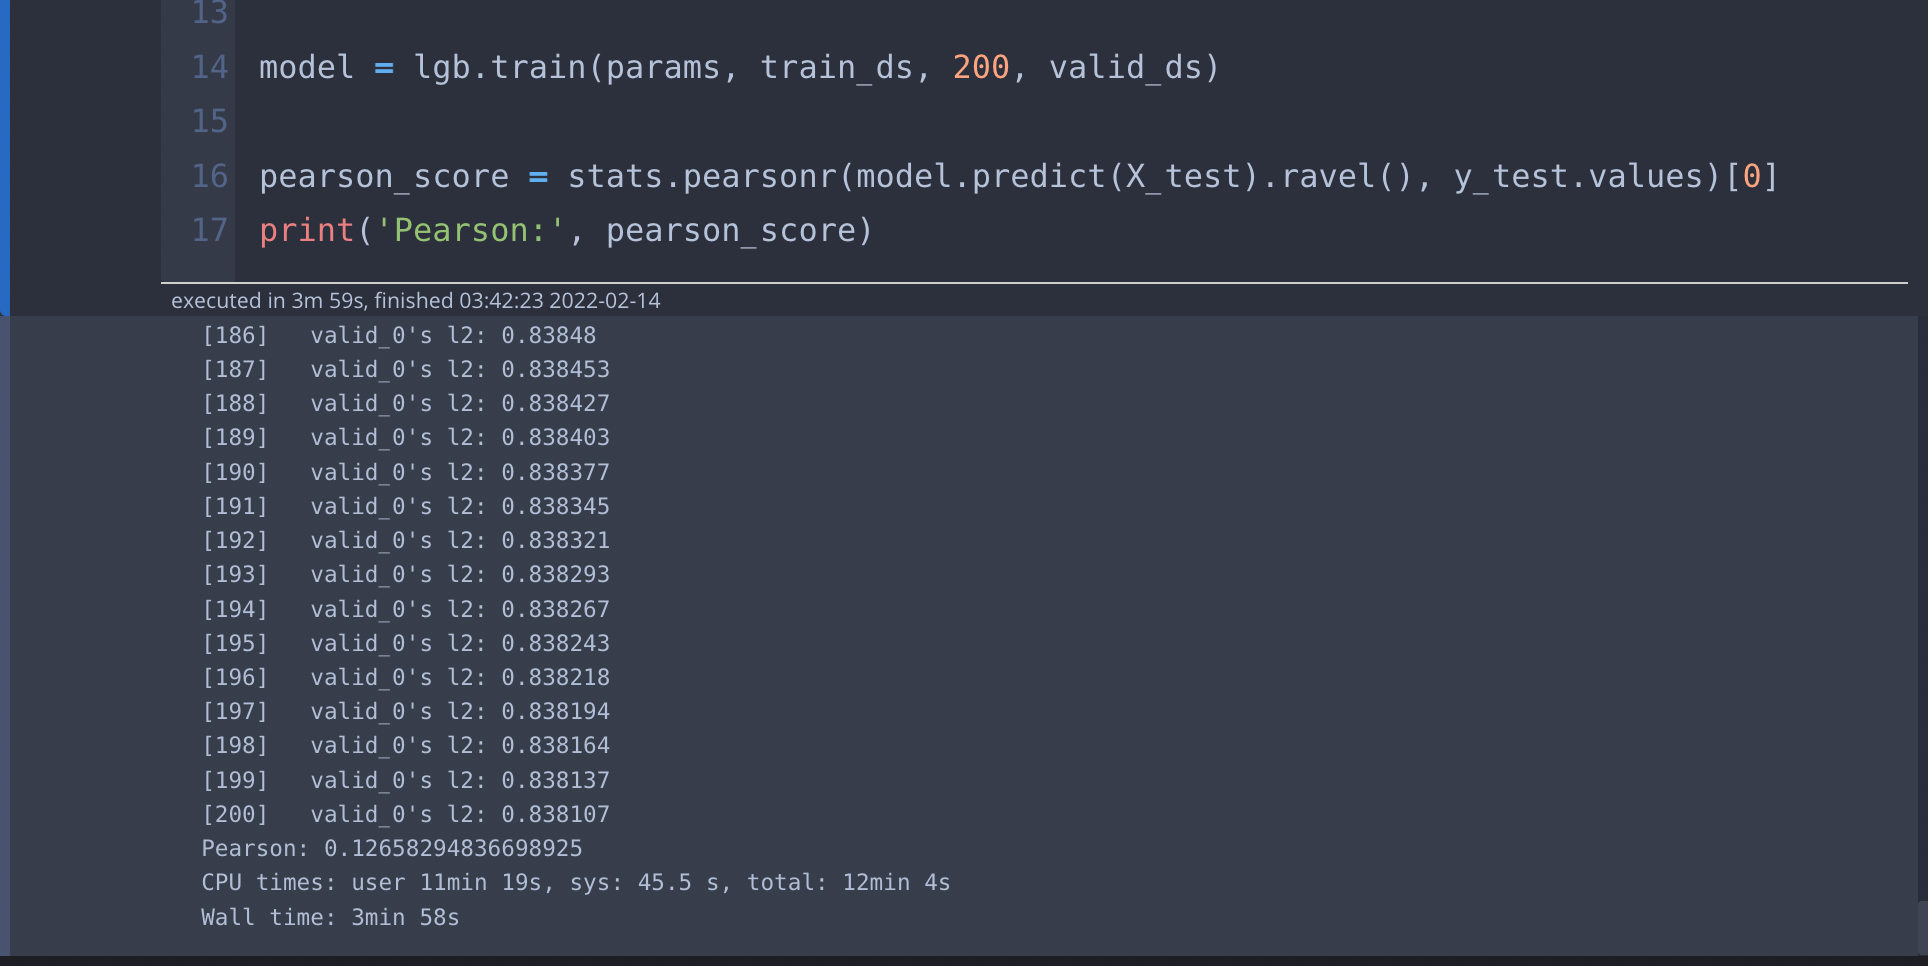 13
14 model = lgb.train(params, train_ds, 200, valid_ds)
15
16 pearson_score = stats.pearsonr(model.predict(X_test).ravel(), y_test.values)[0]
17 print('Pearson:', pearson_score)
executed in 3m 59s, finished 03:42:23 2022-02-14
[186]   valid_0's l2: 0.83848
[187]   valid_0's l2: 0.838453
[188]   valid_0's l2: 0.838427
[189]   valid_0's l2: 0.838403
[190]   valid_0's l2: 0.838377
[191]   valid_0's l2: 0.838345
[192]   valid_0's l2: 0.838321
[193]   valid_0's l2: 0.838293
[194]   valid_0's l2: 0.838267
[195]   valid_0's l2: 0.838243
[196]   valid_0's l2: 0.838218
[197]   valid_0's l2: 0.838194
[198]   valid_0's l2: 0.838164
[199]   valid_0's l2: 0.838137
[200]   valid_0's l2: 0.838107
Pearson: 0.12658294836698925
CPU times: user 11min 19s, sys: 45.5 s, total: 12min 4s
Wall time: 3min 58s